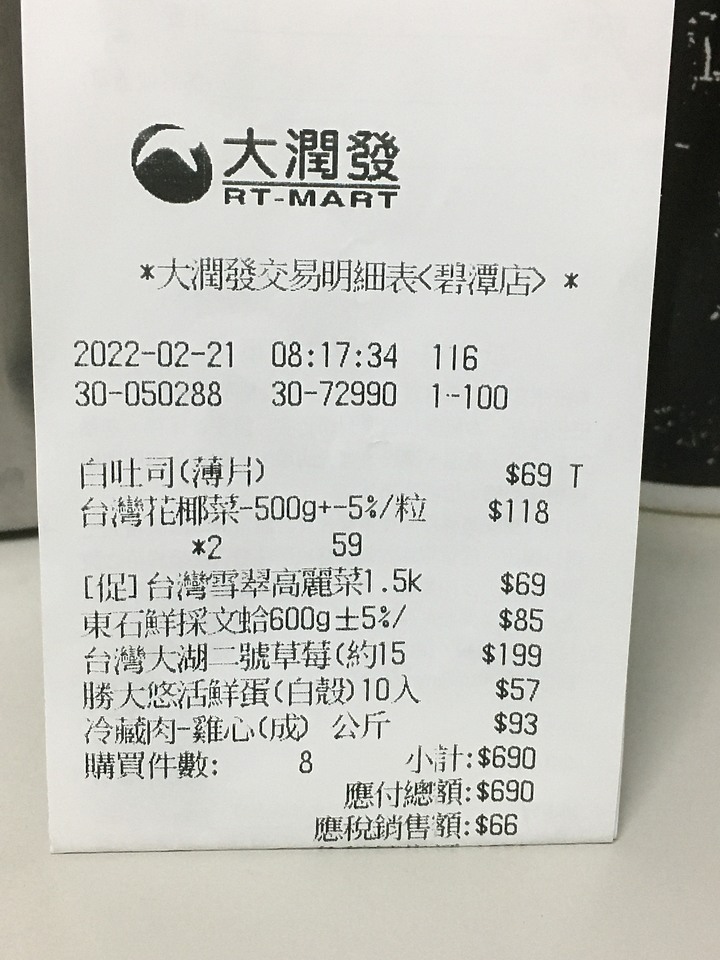 大潤發
RT-MART
*大潤發交易明細表<碧潭店> *
2022-02-21 08:17:34 116
30-050288 30-72990 1--100
白吐司(薄片) $69 T
台灣花椰菜-500g+-5%/粒 $118
*2 59
[促]台灣雪翠高麗菜1.5k $69
東石鮮採文蛤600g±5%/ $85
台灣大湖二號草莓(約15 $199
勝大悠活鮮蛋(白殼)10入 $57
冷藏肉-雞心(成) 公斤 $93
購買件數: 8 小計:$690
應付總額:$690
應稅銷售額:$66